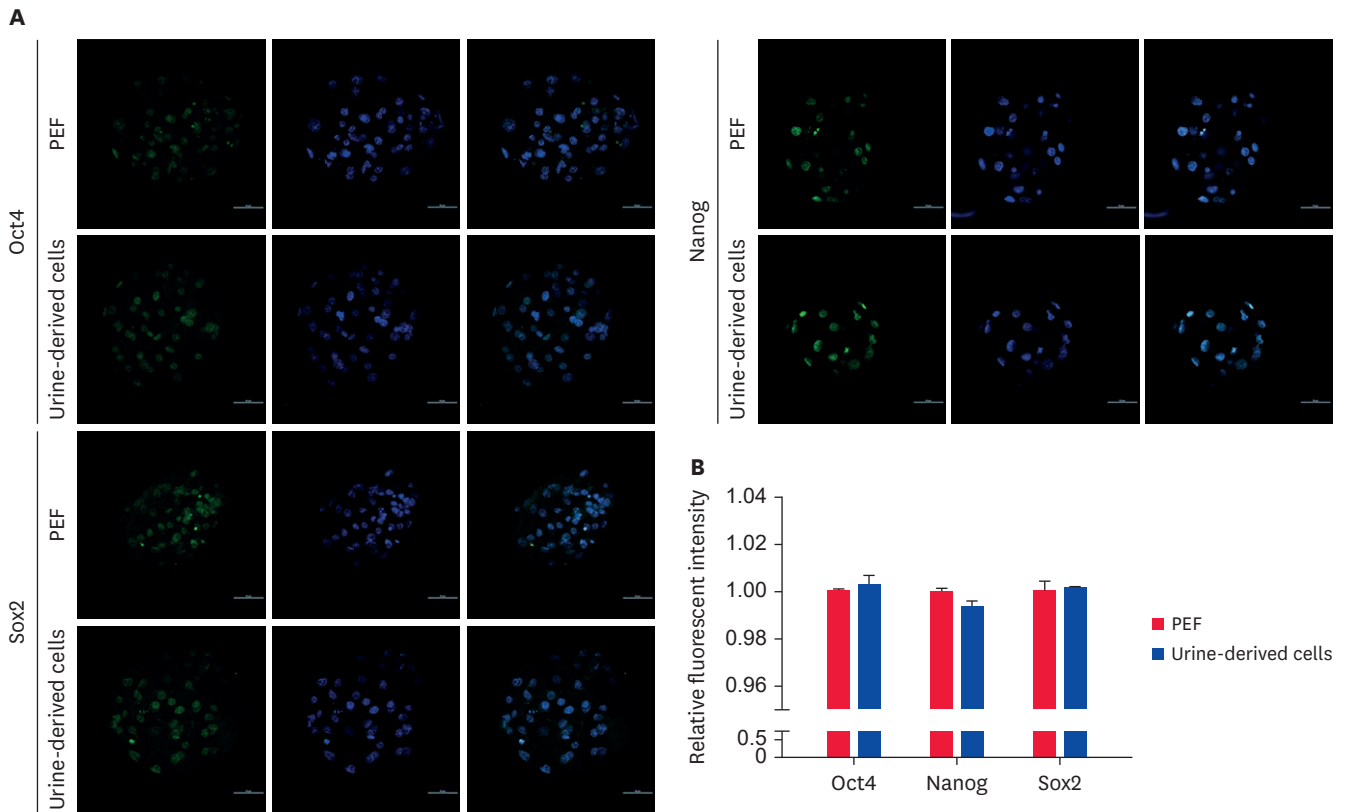 A
Oct4
PEF
Urine-derived cells
Sox2
PEF
Urine-derived cells
Nanog
PEF
Urine-derived cells
B
Relative fluorescent intensity
1.04
1.02
1.00
0.98
0.96
0.5
0
Oct4 Nanog Sox2
PEF
Urine-derived cells